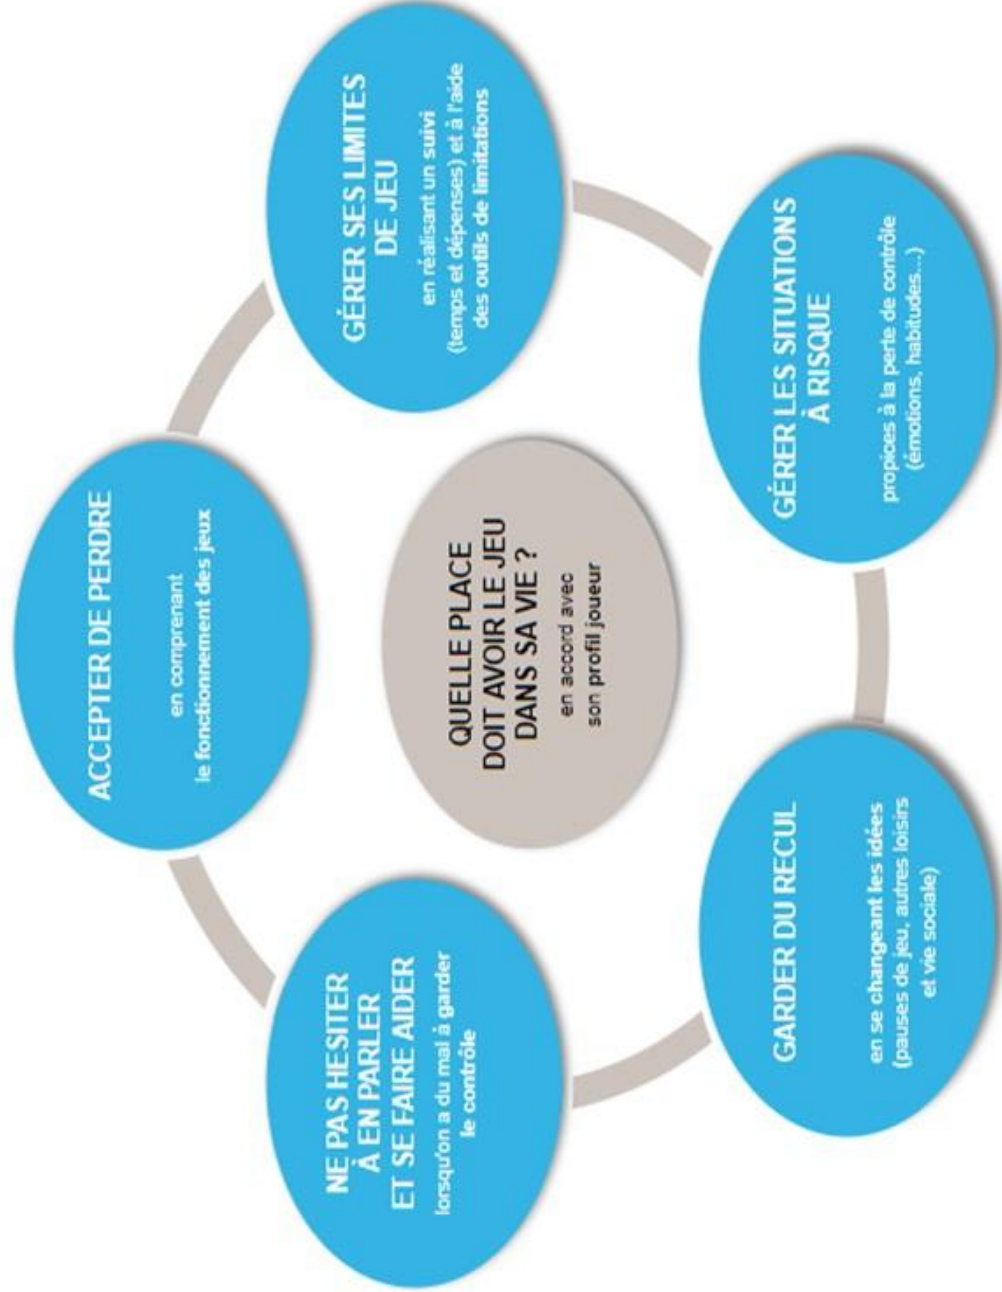 ACCEPTER DE PERDRE
en comprenant
le fonctionnement des jeux
GÉRER SES LIMITES
DE JEU
en réalisant un suivi
(temps et dépenses) et à l'aide
des outils de limitations
GÉRER LES SITUATIONS
À RISQUE
propices à la perte de contrôle
(émotions, habitudes...)
GARDER DU RECUL
en se changeant les idées
(pauses de jeu, autres loisirs
et vie sociale)
NE PAS HESITER
À EN PARLER
ET SE FAIRE AIDER
lorsqu'on a du mal à garder
le contrôle
QUELLE PLACE
DOIT AVOIR LE JEU
DANS SA VIE ?
en accord avec
son profil joueur